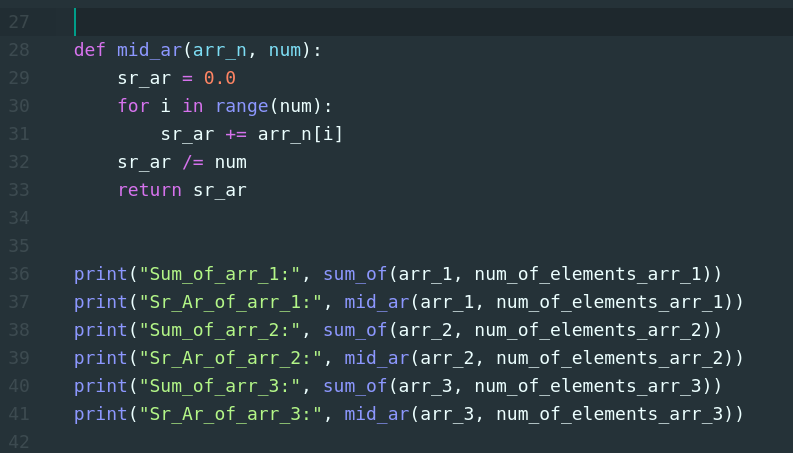 27
28 def mid_ar(arr_n, num):
29     sr_ar = 0.0
30     for i in range(num):
31         sr_ar += arr_n[i]
32     sr_ar /= num
33     return sr_ar
34
35
36 print("Sum_of_arr_1:", sum_of(arr_1, num_of_elements_arr_1))
37 print("Sr_Ar_of_arr_1:", mid_ar(arr_1, num_of_elements_arr_1))
38 print("Sum_of_arr_2:", sum_of(arr_2, num_of_elements_arr_2))
39 print("Sr_Ar_of_arr_2:", mid_ar(arr_2, num_of_elements_arr_2))
40 print("Sum_of_arr_3:", sum_of(arr_3, num_of_elements_arr_3))
41 print("Sr_Ar_of_arr_3:", mid_ar(arr_3, num_of_elements_arr_3))
42